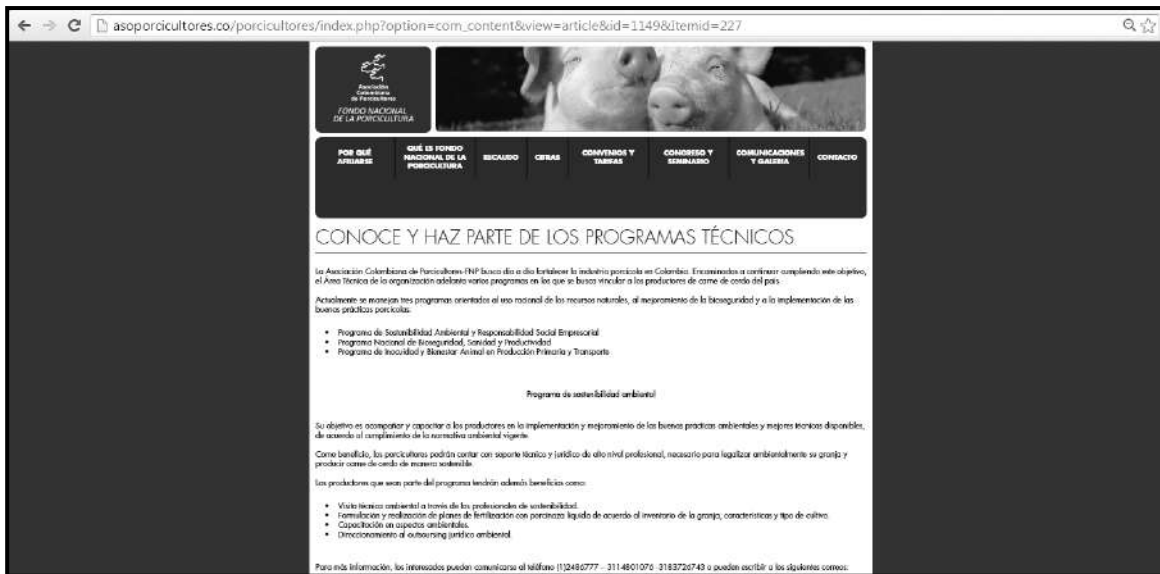 asoporcicultores.co/porcicultores/index.php?option=com_content&view=article&id=1149&Itemid=227
Asociación
Colombiana
de Porcicultores
FONDO NACIONAL
DE LA PORCICULTURA
POR QUÉ
AFILIARSE
QUÉ ES FONDO
NACIONAL DE LA
PORCICULTURA
RECAUDO
CIFRAS
CONVENIOS Y
TARIFAS
CONGRESO Y
SEMINARIO
COMUNICACIONES
Y GALERIA
CONTACTO
CONOCE Y HAZ PARTE DE LOS PROGRAMAS TÉCNICOS
La Asociación Colombiana de Porcicultores-FNP busca día a día fortalecer la industria porcícola en Colombia. Encaminados a continuar cumpliendo este objetivo,
el Área Técnica de la organización adelanta varios programas en los que se busca vincular a los productores de carne de cerdo del país.
Actualmente se manejan tres programas orientados al uso racional de los recursos naturales, al mejoramiento de la bioseguridad y a la implementación de las
buenas prácticas porcícolas:
• Programa de Sostenibilidad Ambiental y Responsabilidad Social Empresarial
• Programa Nacional de Bioseguridad, Sanidad y Productividad
• Programa de Inocuidad y Bienestar Animal en Producción Primaria y Transporte
Programa de sostenibilidad ambiental
Su objetivo es acompañar y capacitar a los productores en la implementación y mejoramiento de las buenas prácticas ambientales y mejores técnicas disponibles,
de acuerdo al cumplimiento de la normativa ambiental vigente.
Como beneficio, los porcicultores podrán contar con soporte técnico y jurídico de alto nivel profesional, necesario para legalizar ambientalmente su granja y
producir carne de cerdo de manera sostenible.
Los productores que sean parte del programa tendrán además beneficios como:
• Visita técnica ambiental a través de los profesionales de sostenibilidad.
• Formulación y realización de planes de fertilización con porcinaza líquida de acuerdo al inventario de la granja, características y tipo de cultivo.
• Capacitación en aspectos ambientales.
• Direccionamiento al outsoursing jurídico ambiental.
Para más información, los interesados pueden comunicarse al teléfono (1)2486777 – 3114801076 -3183726743 o pueden escribir a los siguientes correos: